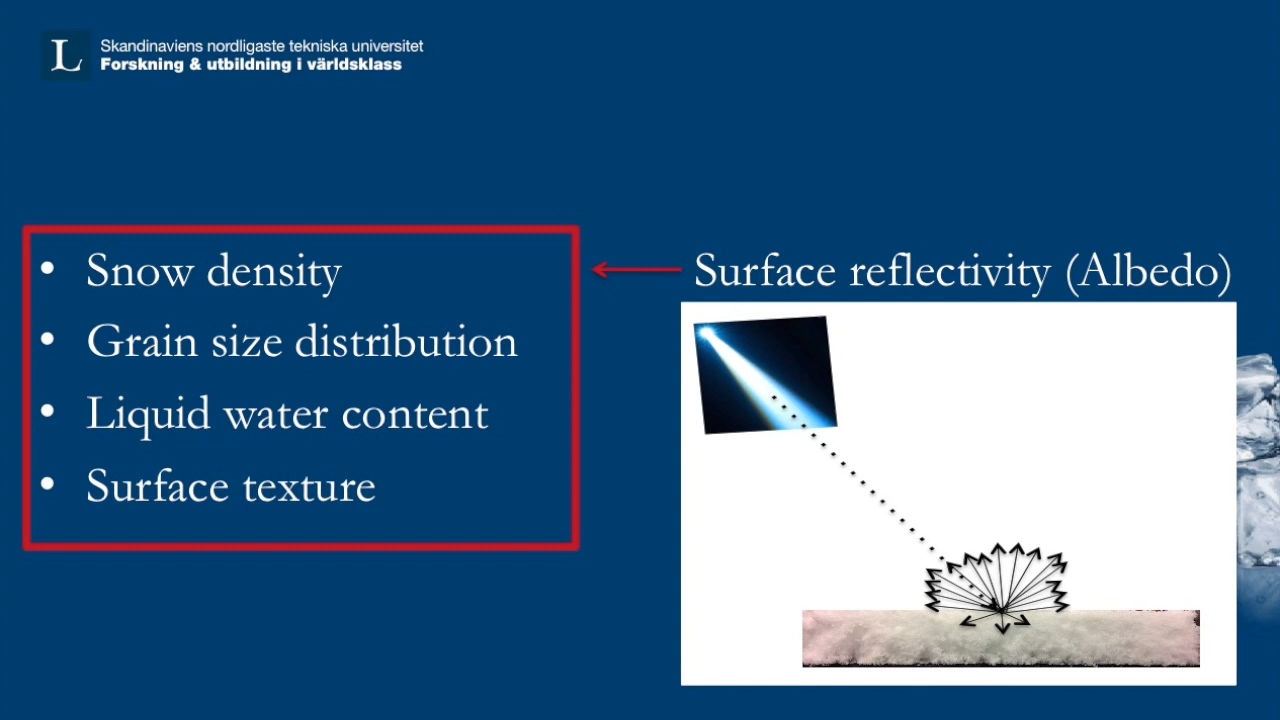 L
Skandinaviens nordligaste tekniska universitet
Forskning & utbildning i världsklass
• Snow density
• Grain size distribution
• Liquid water content
• Surface texture
Surface reflectivity (Albedo)